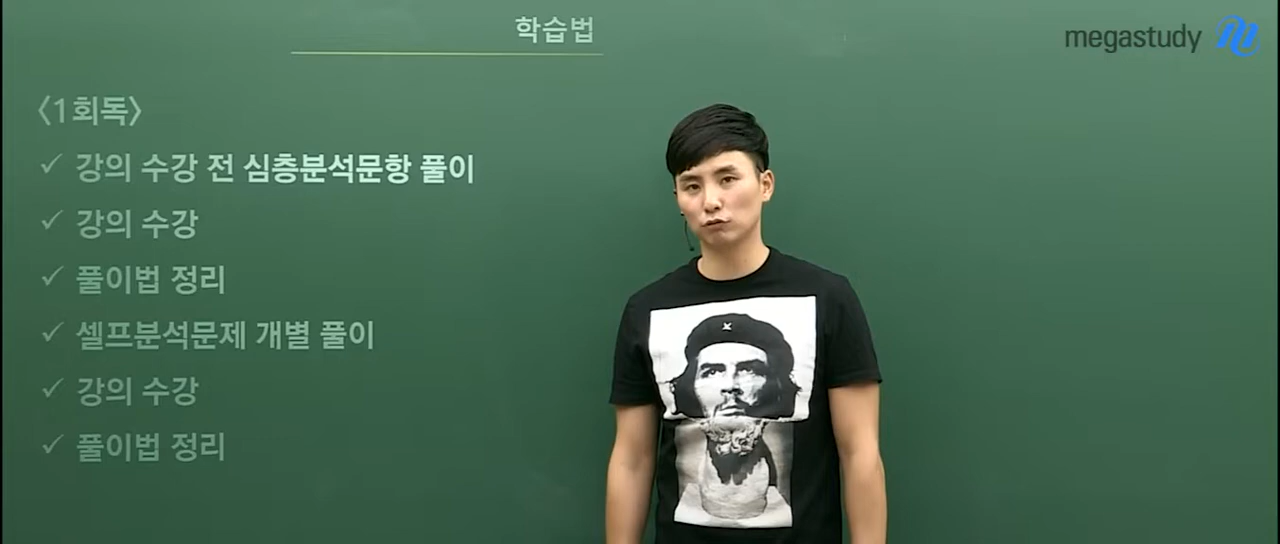 학습법
megastudy
〈1회독〉
✓ 강의 수강 전 심층분석문항 풀이
✓ 강의 수강
✓ 풀이법 정리
✓ 셀프분석문제 개별 풀이
✓ 강의 수강
✓ 풀이법 정리